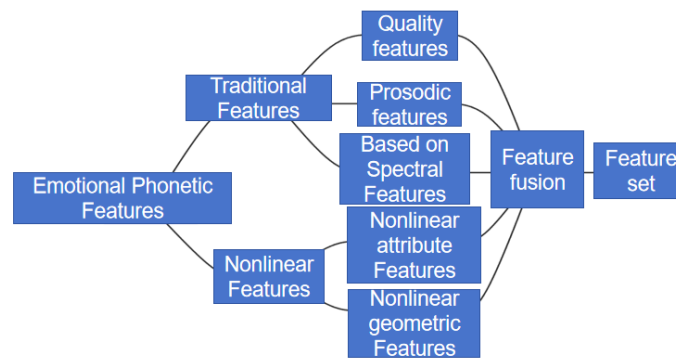 Quality
features
Traditional
Features
Prosodic
features
Based on
Spectral
Features
Feature
fusion
Feature
set
Emotional Phonetic
Features
Nonlinear
attribute
Features
Nonlinear
Features
Nonlinear
geometric
Features